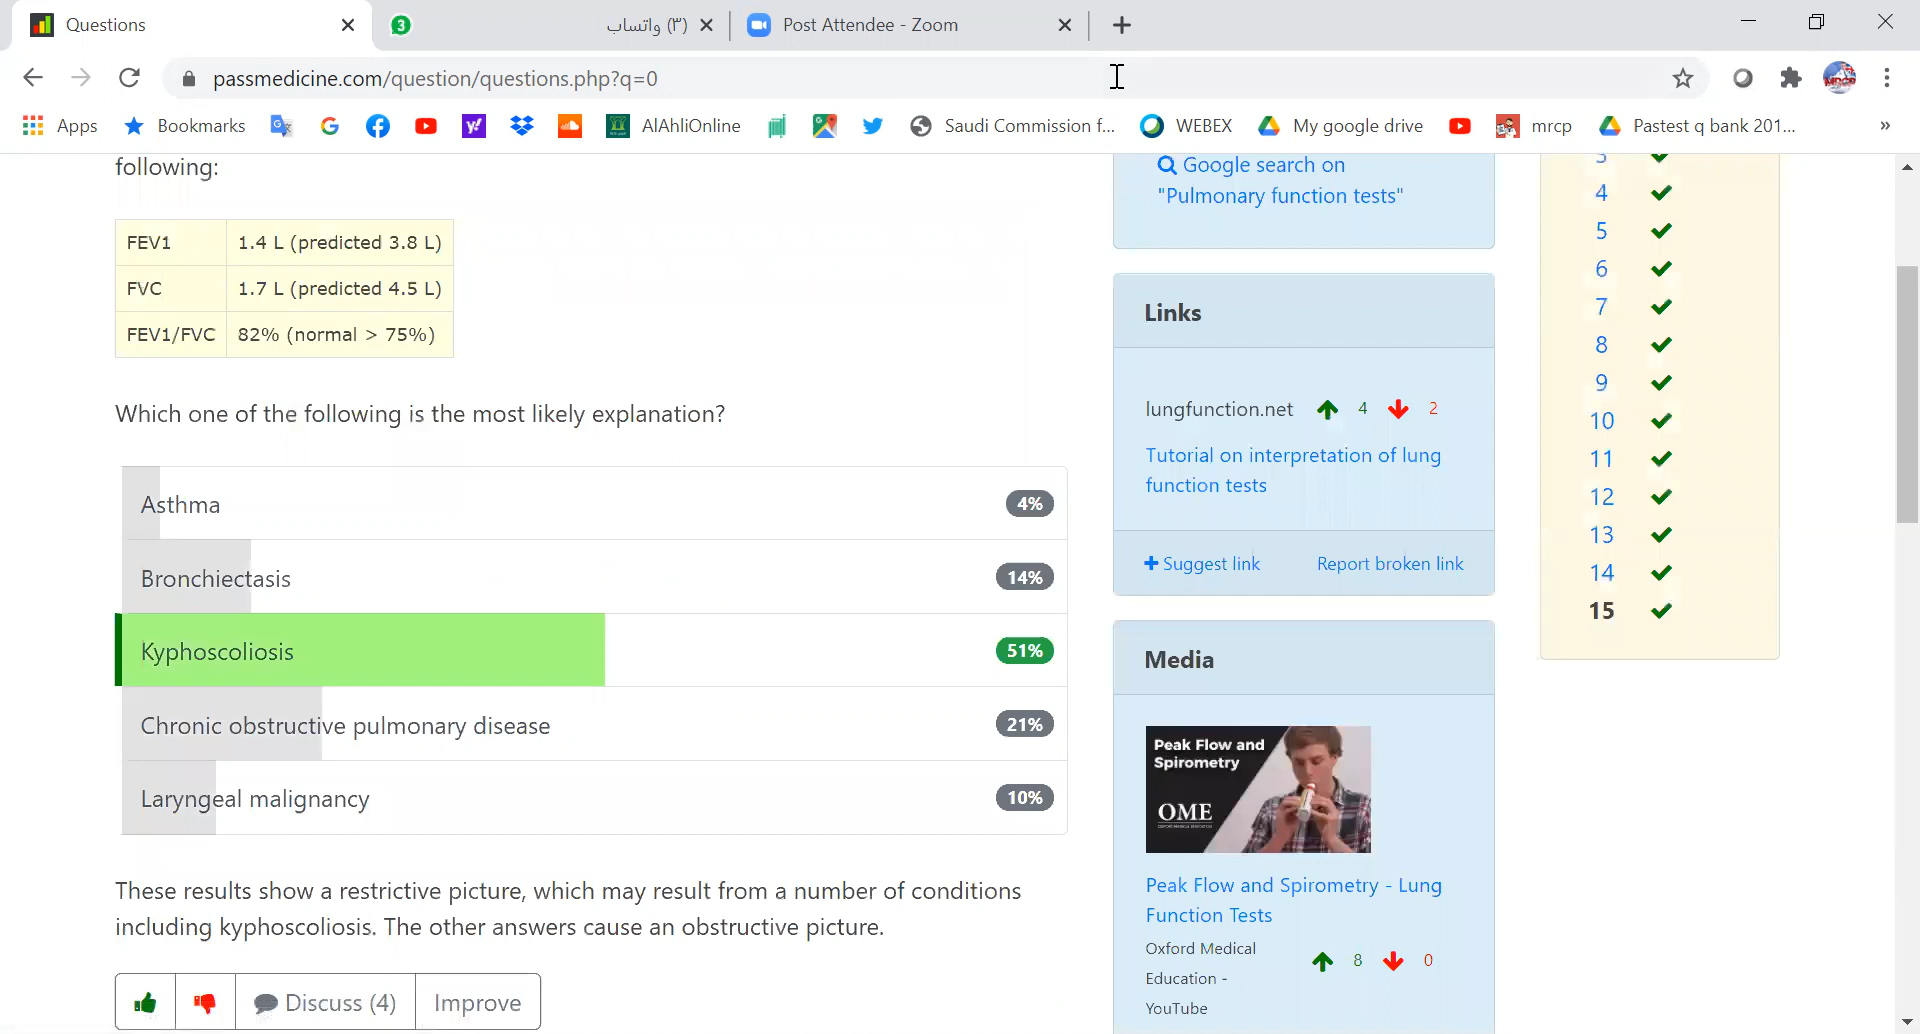 Questions
3
(٣) واتساب
Post Attendee - Zoom
passmedicine.com/question/questions.php?q=0
Apps
Bookmarks
AlAhliOnline
Saudi Commission f...
WEBEX
My google drive
mrcp
Pastest q bank 201...
»
following:
FEV1 1.4 L (predicted 3.8 L)
FVC 1.7 L (predicted 4.5 L)
FEV1/FVC 82% (normal > 75%)
Which one of the following is the most likely explanation?
Asthma 4%
Bronchiectasis 14%
Kyphoscoliosis 51%
Chronic obstructive pulmonary disease 21%
Laryngeal malignancy 10%
These results show a restrictive picture, which may result from a number of conditions
including kyphoscoliosis. The other answers cause an obstructive picture.
Discuss (4)
Improve
Google search on
"Pulmonary function tests"
Links
lungfunction.net 4 2
Tutorial on interpretation of lung
function tests
Suggest link
Report broken link
Media
Peak Flow and
Spirometry
OME
Peak Flow and Spirometry - Lung
Function Tests
Oxford Medical
Education -
YouTube
8 0
3
4
5
6
7
8
9
10
11
12
13
14
15